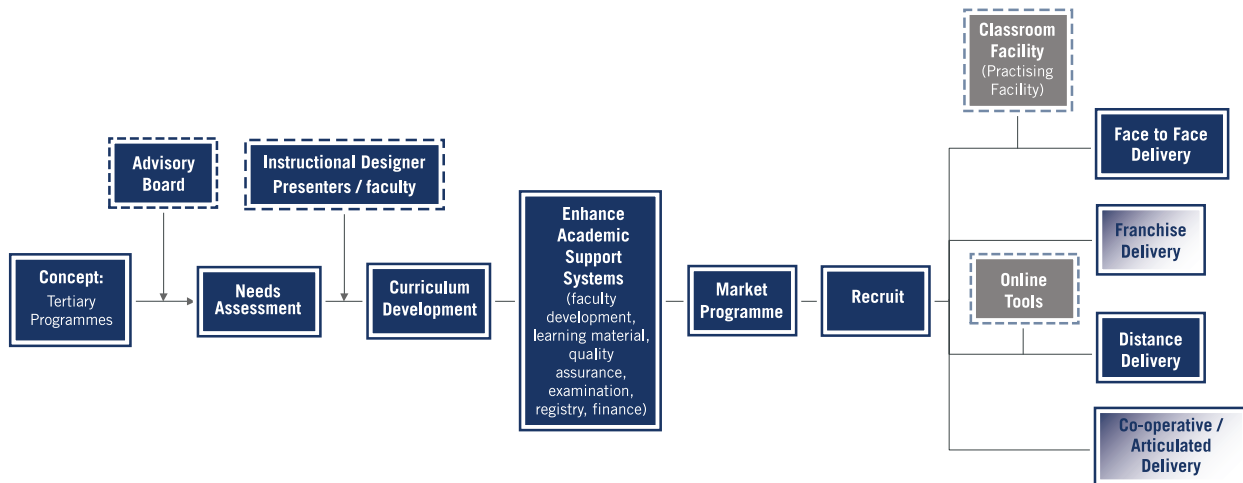 Classroom
Facility
(Practising
Facility)
Face to Face
Delivery
Advisory
Board
Instructional Designer
Presenters / faculty
Enhance
Academic
Support
Systems
(faculty
development,
learning material,
quality
assurance,
examination,
registry, finance)
Franchise
Delivery
Concept:
Tertiary
Programmes
Needs
Assessment
Curriculum
Development
Market
Programme
Recruit
Online
Tools
Distance
Delivery
Co-operative /
Articulated
Delivery